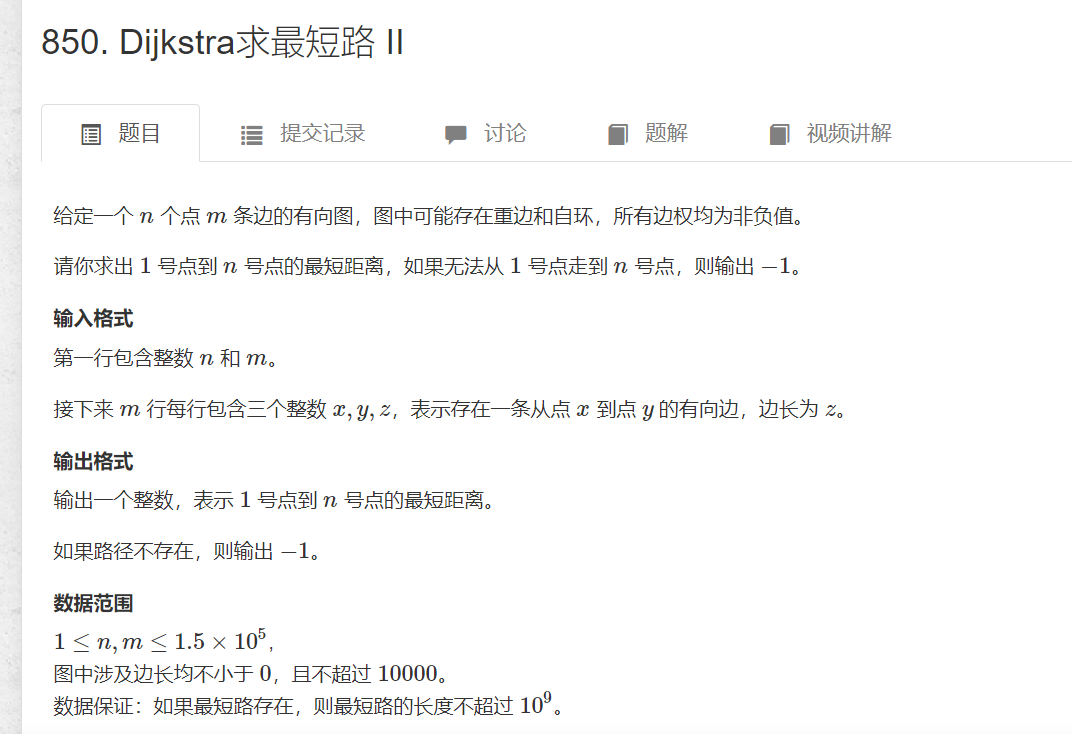 850. Dijkstra求最短路 II
题目 提交记录 讨论 题解 视频讲解
给定一个 n 个点 m 条边的有向图，图中可能存在重边和自环，所有边权均为非负值。
请你求出 1 号点到 n 号点的最短距离，如果无法从 1 号点走到 n 号点，则输出 −1。
输入格式
第一行包含整数 n 和 m。
接下来 m 行每行包含三个整数 x, y, z，表示存在一条从点 x 到点 y 的有向边，边长为 z。
输出格式
输出一个整数，表示 1 号点到 n 号点的最短距离。
如果路径不存在，则输出 −1。
数据范围
1 ≤ n, m ≤ 1.5 × 10⁵,
图中涉及边长均不小于 0，且不超过 10000。
数据保证：如果最短路存在，则最短路的长度不超过 10⁹。